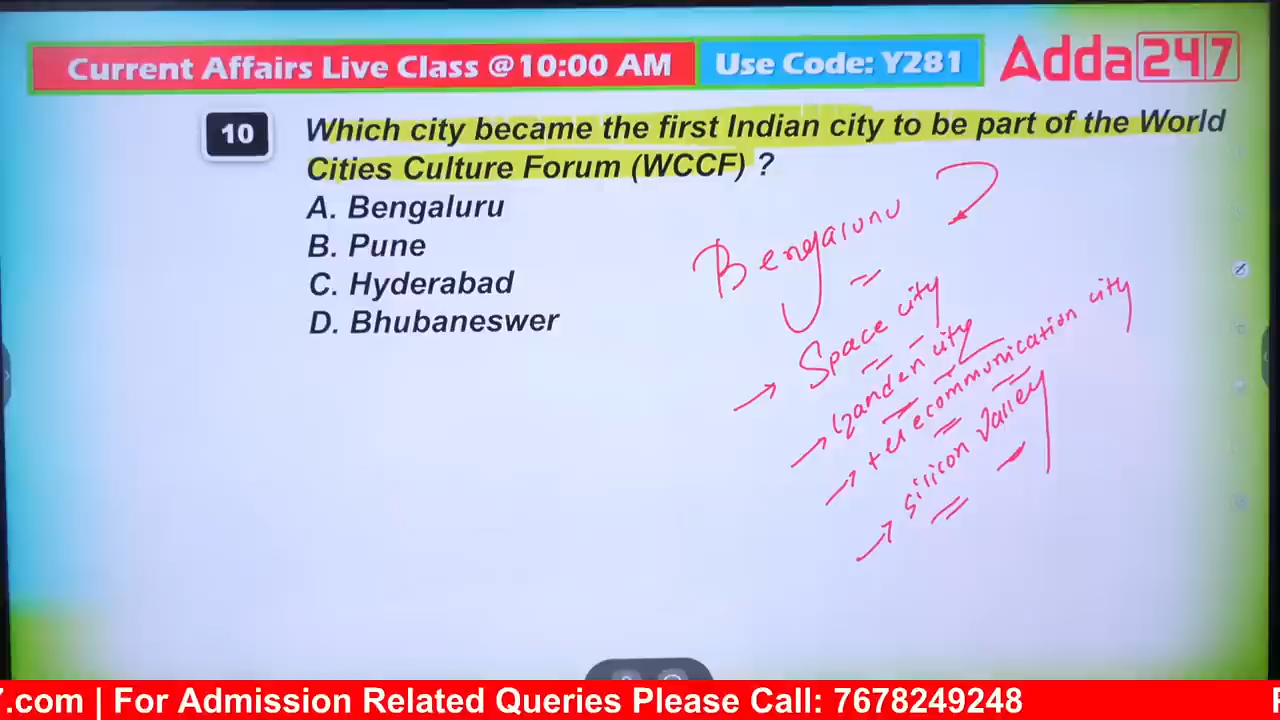 Current Affairs Live Class @10:00 AM
Use Code: Y281
Adda247
10
Which city became the first Indian city to be part of the World
Cities Culture Forum (WCCF) ?
A. Bengaluru
B. Pune
C. Hyderabad
D. Bhubaneswer
Bengaluru
Space city
Garden city
telecommunication city
silicon valley
7.com | For Admission Related Queries Please Call: 7678249248